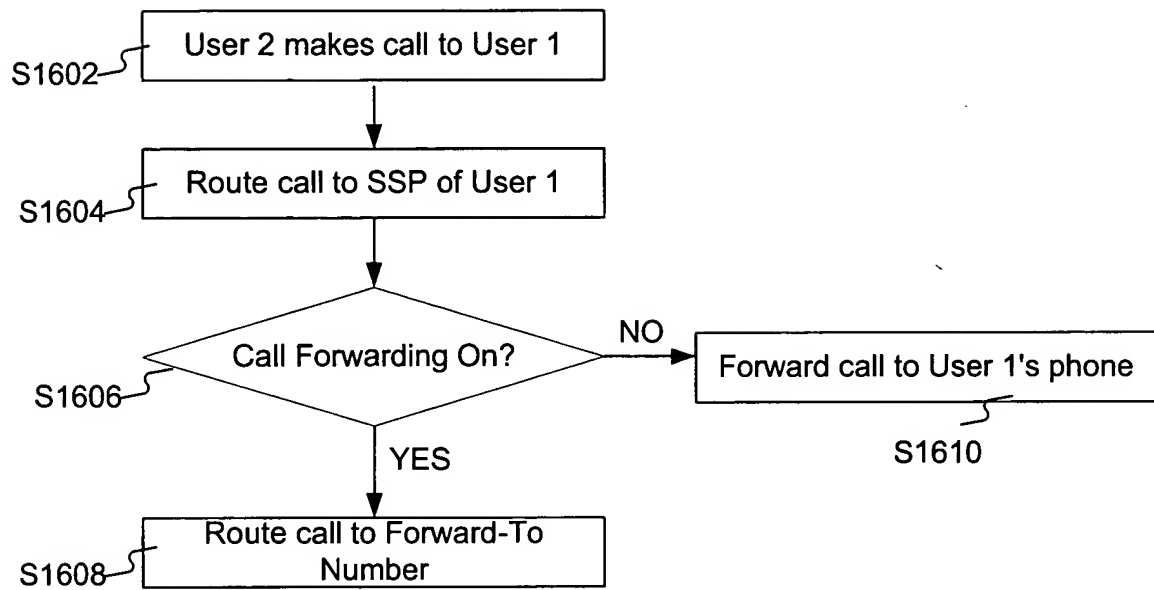 User 2 makes call to User 1
S1602
Route call to SSP of User 1
S1604
Call Forwarding On?
NO
Forward call to User 1's phone
S1606
S1610
YES
Route call to Forward-To
Number
S1608